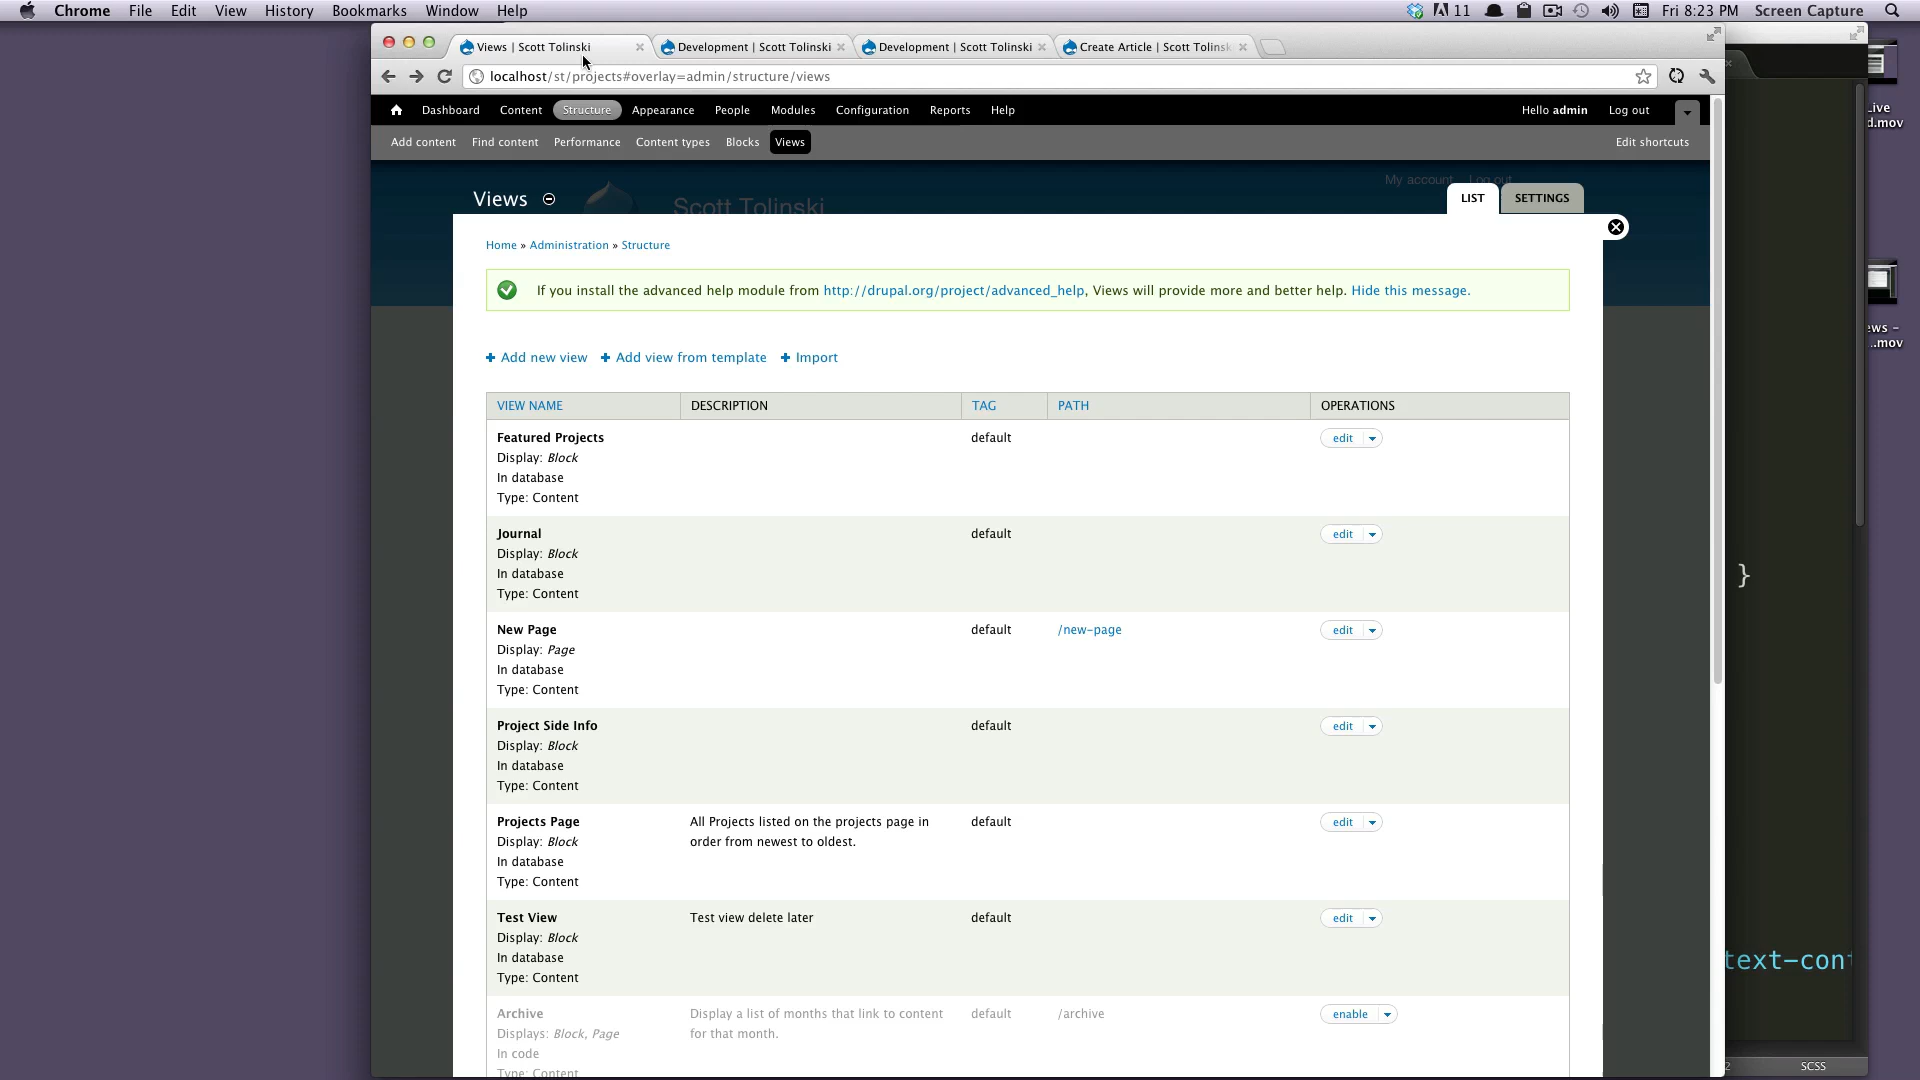 Chrome File Edit View History Bookmarks Window Help 11 Fri 8:23 PM Screen Capture
Views | Scott Tolinski Development | Scott Tolinski Development | Scott Tolinski Create Article | Scott Tolinsk
localhost/st/projects#overlay=admin/structure/views
Dashboard Content Structure Appearance People Modules Configuration Reports Help Hello admin Log out
Add content Find content Performance Content types Blocks Views Edit shortcuts
My account Log out
Views Scott Tolinski LIST SETTINGS
Home » Administration » Structure
If you install the advanced help module from http://drupal.org/project/advanced_help, Views will provide more and better help. Hide this message.
Add new view Add view from template Import
VIEW NAME DESCRIPTION TAG PATH OPERATIONS
Featured Projects default edit
Display: Block
In database
Type: Content
Journal default edit
Display: Block
In database
Type: Content
New Page default /new-page edit
Display: Page
In database
Type: Content
Project Side Info default edit
Display: Block
In database
Type: Content
Projects Page All Projects listed on the projects page in default edit
Display: Block order from newest to oldest.
In database
Type: Content
Test View Test view delete later default edit
Display: Block
In database
Type: Content
Archive Display a list of months that link to content default /archive enable
Displays: Block, Page for that month.
In code
Type: Content
Live
d.mov
ews -
...mov
}
text-cont
2 SCSS